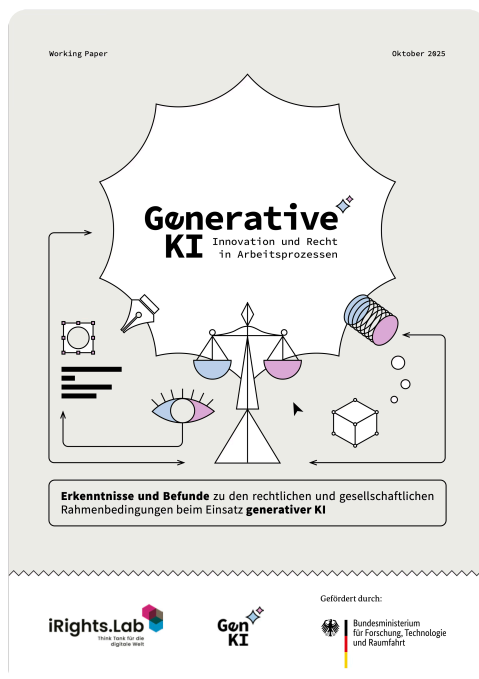 Working Paper
Oktober 2025
Generative
KI Innovation und Recht
in Arbeitsprozessen
Erkenntnisse und Befunde zu den rechtlichen und gesellschaftlichen
Rahmenbedingungen beim Einsatz generativer KI
Gefördert durch:
iRights.Lab
Think Tank für die
digitale Welt
Gen
KI
Bundesministerium
für Forschung, Technologie
und Raumfahrt